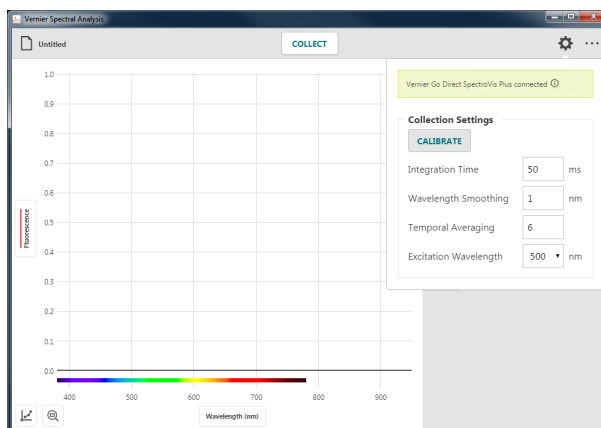 Vernier Spectral Analysis
Untitled
COLLECT
Vernier Go Direct SpectroVis Plus connected
Collection Settings
CALIBRATE
Integration Time 50 ms
Wavelength Smoothing 1 nm
Temporal Averaging 6
Excitation Wavelength 500 nm
1.0
0.9
0.8
0.7
0.6
0.5
0.4
0.3
0.2
0.1
0.0
Fluorescence
400 500 600 700 800 900
Wavelength (nm)